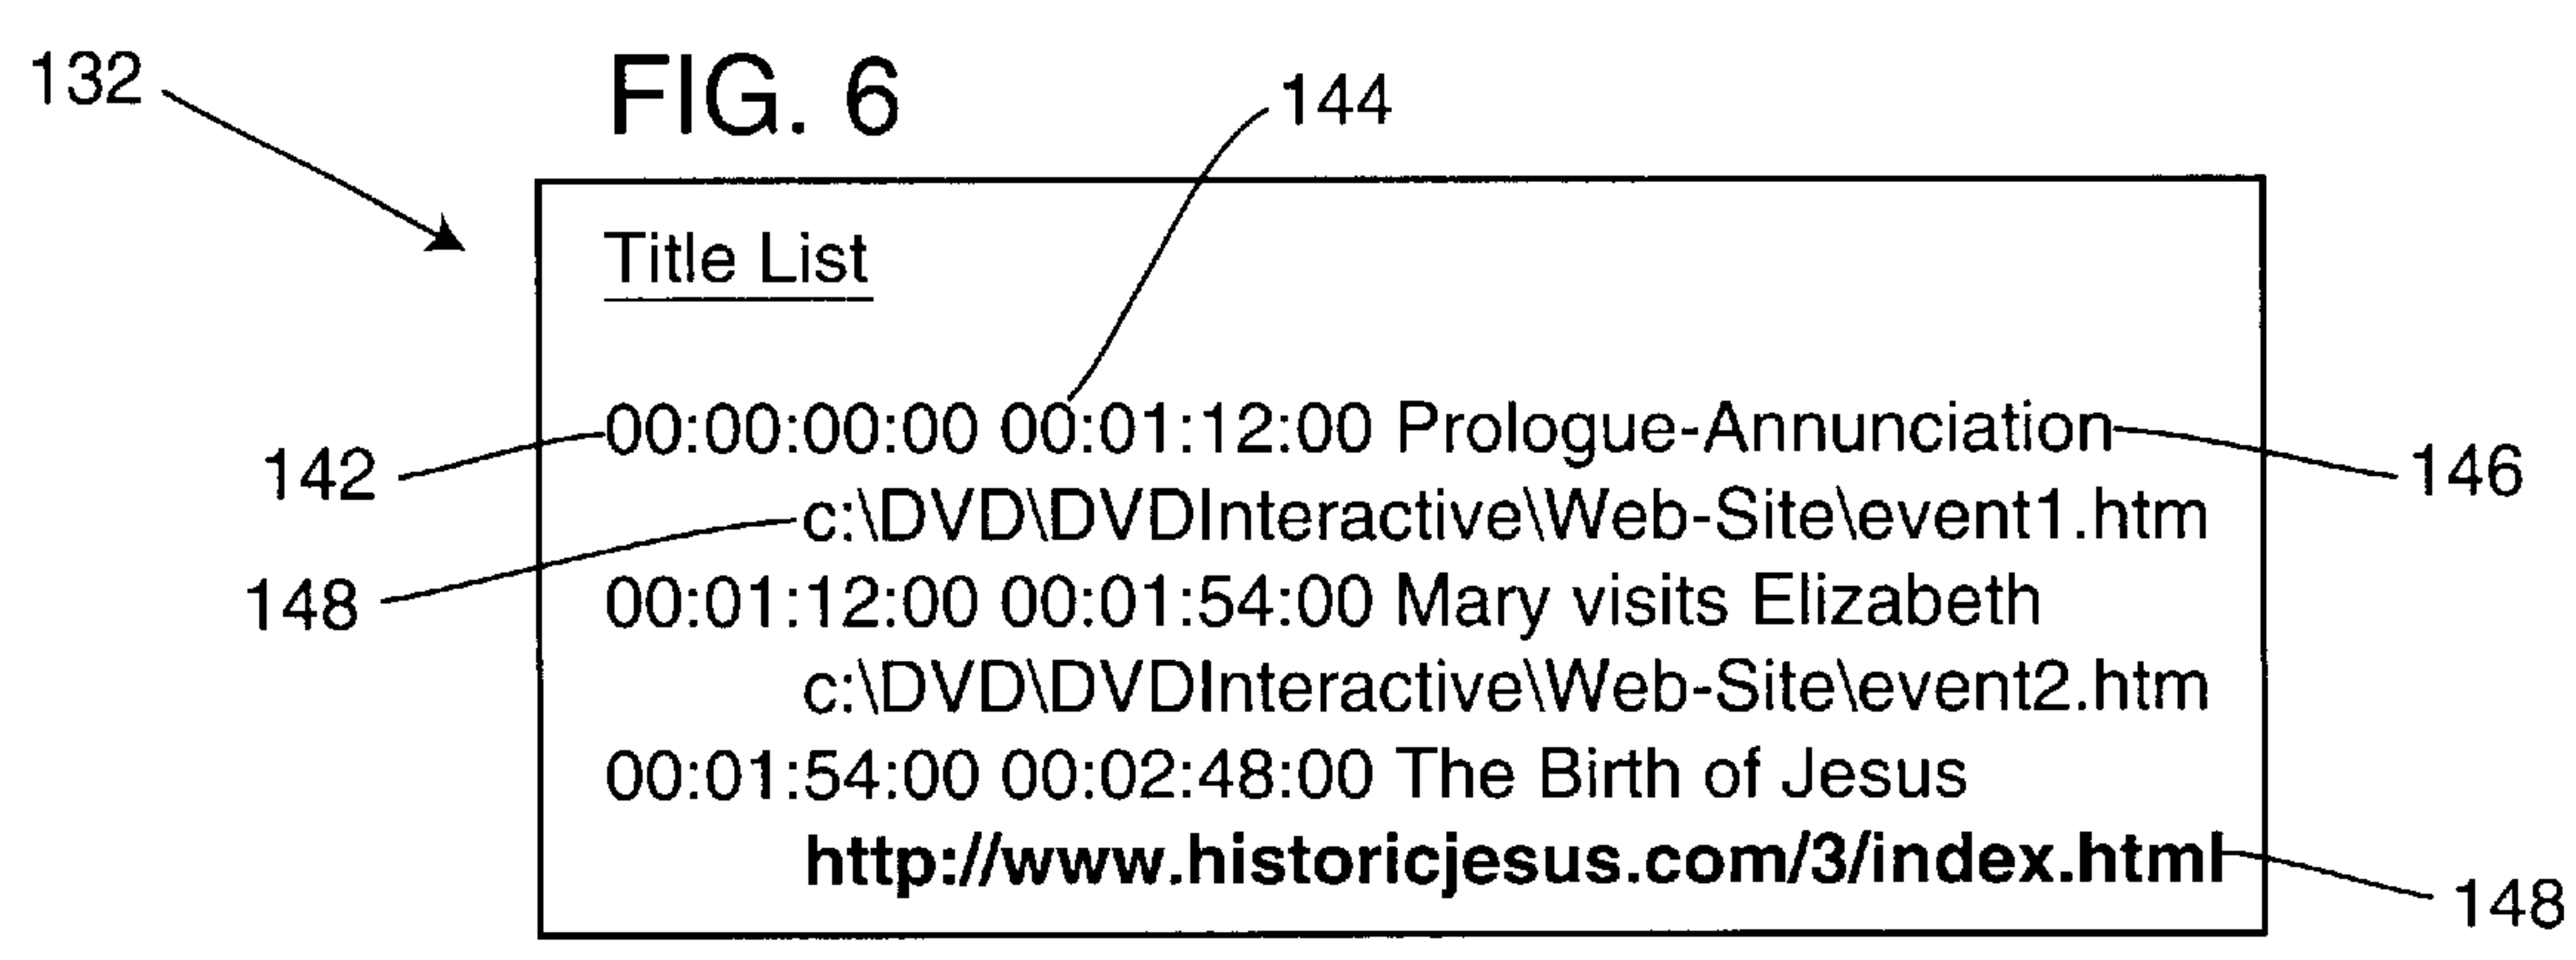 132
FIG. 6
144
Title List
00:00:00:00 00:01:12:00 Prologue-Annunciation
142
146
c:\DVD\DVDInteractive\Web-Site\event1.htm
148
00:01:12:00 00:01:54:00 Mary visits Elizabeth
c:\DVD\DVDInteractive\Web-Site\event2.htm
00:01:54:00 00:02:48:00 The Birth of Jesus
http://www.historicjesus.com/3/index.html
148